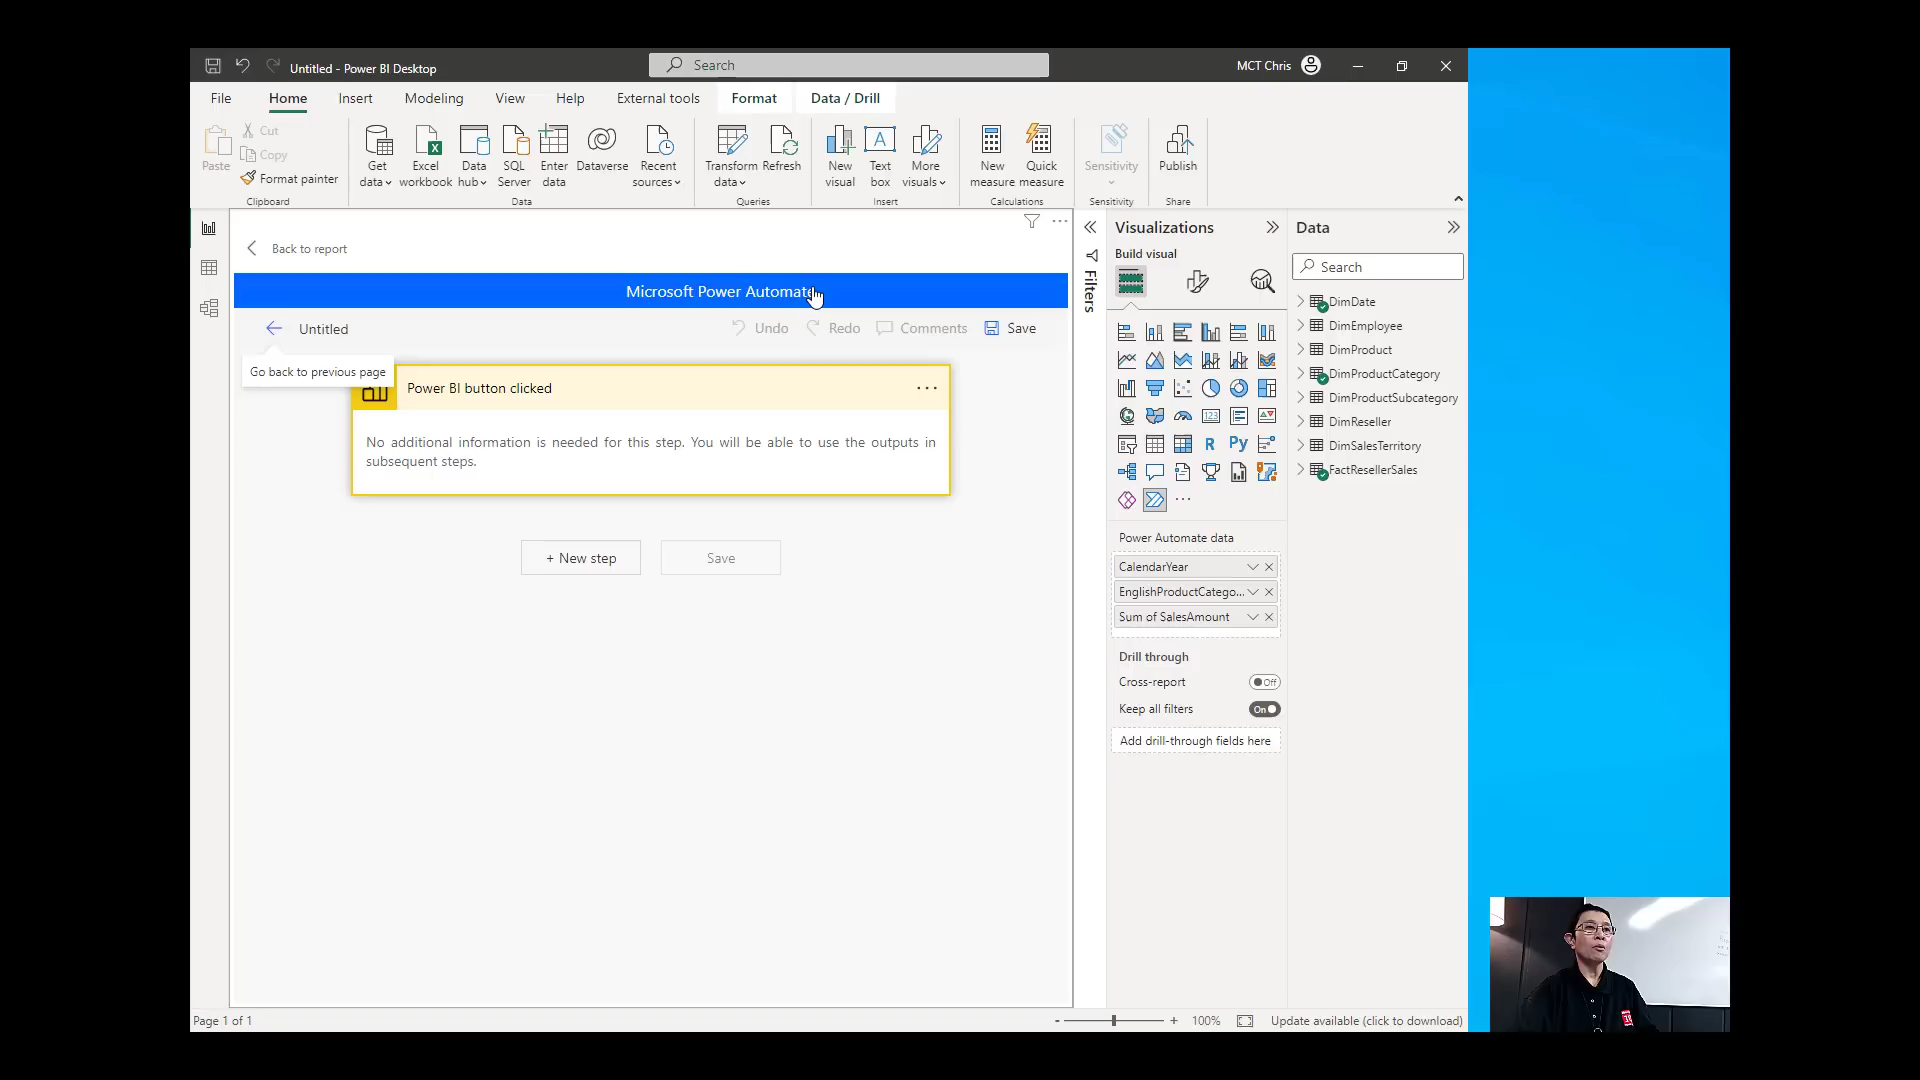 Untitled - Power BI Desktop
Search
MCT Chris
File
Home
Insert
Modeling
View
Help
External tools
Format
Data / Drill
Paste
Cut
Copy
Format painter
Clipboard
Get data
Excel workbook
Data hub
SQL Server
Enter data
Dataverse
Recent sources
Data
Transform data
Refresh
Queries
New visual
Text box
More visuals
Insert
New measure
Quick measure
Calculations
Sensitivity
Sensitivity
Publish
Share
Back to report
Microsoft Power Automate
Untitled
Undo
Redo
Comments
Save
Go back to previous page
Power BI button clicked
No additional information is needed for this step. You will be able to use the outputs in
subsequent steps.
+ New step
Save
Filters
Visualizations
Build visual
123
R
Py
Power Automate data
CalendarYear
EnglishProductCatego...
Sum of SalesAmount
Drill through
Cross-report
Off
Keep all filters
On
Add drill-through fields here
Data
Search
DimDate
DimEmployee
DimProduct
DimProductCategory
DimProductSubcategory
DimReseller
DimSalesTerritory
FactResellerSales
Page 1 of 1
- + 100%
Update available (click to download)